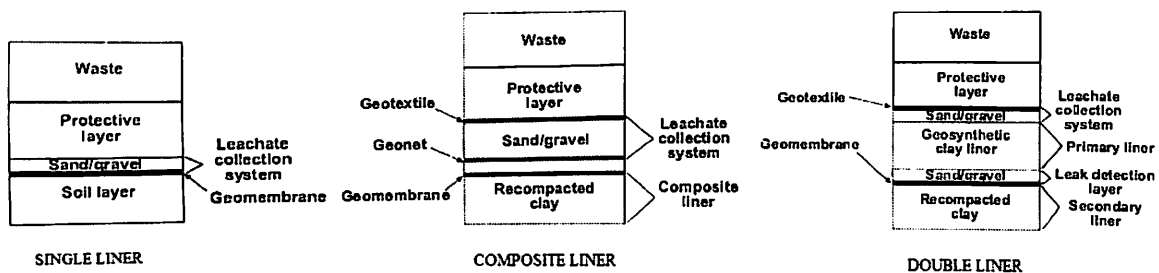 Waste
Protective
layer
Sand/gravel
Soil layer
Leachate
collection
system
Geomembrane
SINGLE LINER
Waste
Protective
layer
Geotextile
Sand/gravel
Leachate
collection
system
Geonet
Geomembrane
Recompacted
clay
Composite
liner
COMPOSITE LINER
Waste
Protective
layer
Geotextile
Sand/gravel
Leachate
collection
system
Geosynthetic
clay liner
Primary liner
Geomembrane
Sand/gravel
Leak detection
layer
Recompacted
clay
Secondary
liner
DOUBLE LINER